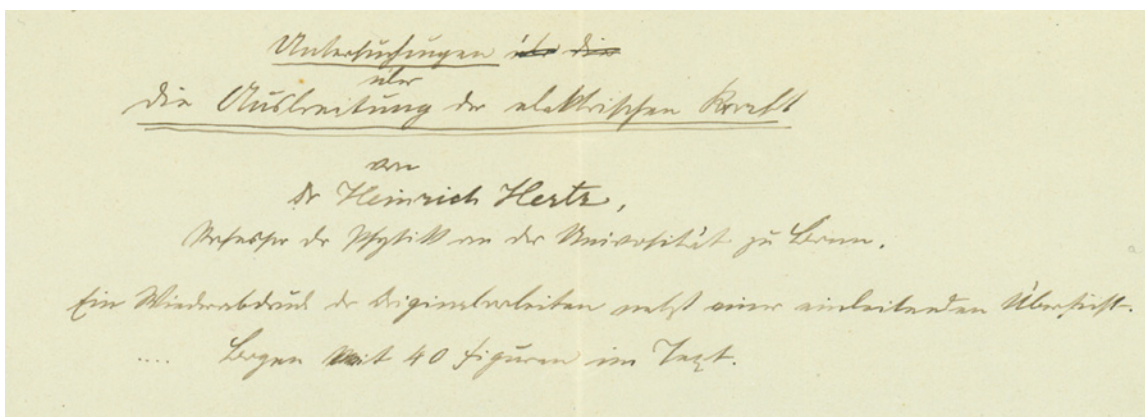 Untersuchungen über die
über
die Ausbreitung der elektrischen Kraft
von
Dr Heinrich Hertz,
Professor der Physik an der Universität zu Bonn.
Ein Wiederabdruck der Originalarbeiten nebst einer einleitenden Übersicht.
.... Bogen Mit 40 Figuren im Text.